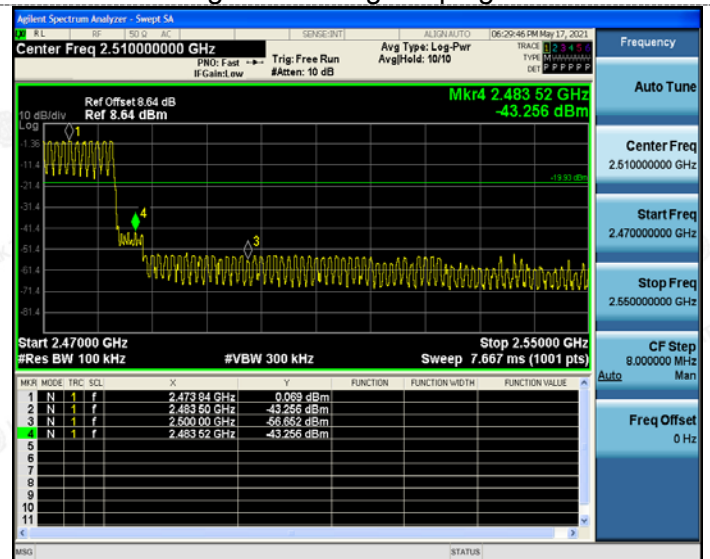 Agilent Spectrum Analyzer - Swept SA
RL RF 50 Ω AC SENSE:INT ALIGN AUTO 06:29:46 PM May 17, 2021
Center Freq 2.510000000 GHz
PNO: Fast
IFGain:Low
Trig: Free Run
#Atten: 10 dB
Avg Type: Log-Pwr
Avg|Hold: 10/10
TRACE 1 2 3 4 5 6
TYPE M
DET P P P P P P
Mkr4 2.483 52 GHz
-43.256 dBm
Ref Offset 8.64 dB
10 dB/div Ref 8.64 dBm
Log
-1.36
-11.4
-21.4
-31.4
-41.4
-51.4
-61.4
-71.4
-81.4
1
4
3
-19.93 dBm
Start 2.47000 GHz Stop 2.55000 GHz
#Res BW 100 kHz #VBW 300 kHz Sweep 7.667 ms (1001 pts)
MKR MODE TRC SCL X Y FUNCTION FUNCTION WIDTH FUNCTION VALUE
1 N 1 f 2.473 84 GHz 0.069 dBm
2 N 1 f 2.483 50 GHz -43.256 dBm
3 N 1 f 2.500 00 GHz -56.652 dBm
4 N 1 f 2.483 52 GHz -43.256 dBm
5
6
7
8
9
10
11
MSG STATUS
Frequency
Auto Tune
Center Freq
2.510000000 GHz
Start Freq
2.470000000 GHz
Stop Freq
2.550000000 GHz
CF Step
8.000000 MHz
Auto Man
Freq Offset
0 Hz